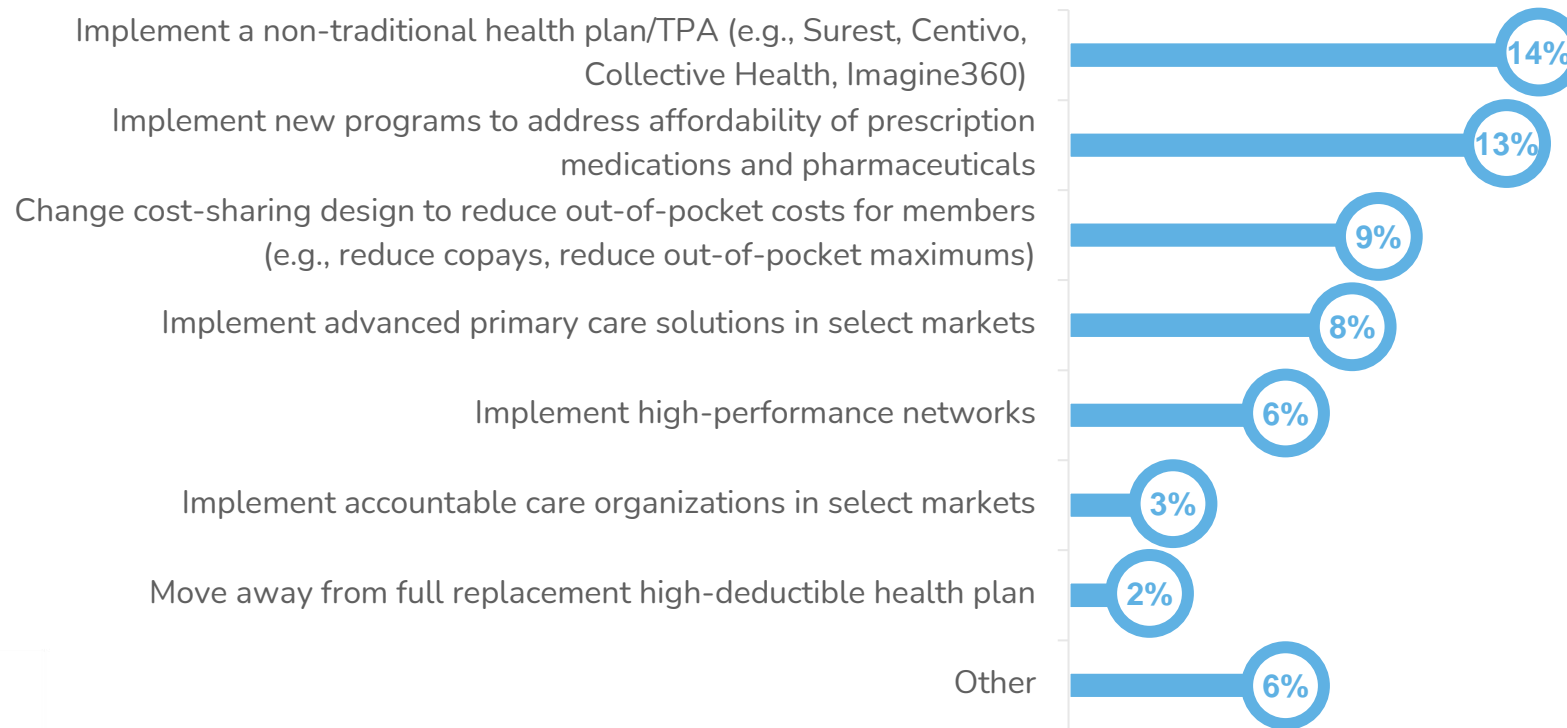 Implement a non-traditional health plan/TPA (e.g., Surest, Centivo,
Collective Health, Imagine360)
14%
Implement new programs to address affordability of prescription
medications and pharmaceuticals
13%
Change cost-sharing design to reduce out-of-pocket costs for members
(e.g., reduce copays, reduce out-of-pocket maximums)
9%
Implement advanced primary care solutions in select markets
8%
Implement high-performance networks
6%
Implement accountable care organizations in select markets
3%
Move away from full replacement high-deductible health plan
2%
Other
6%